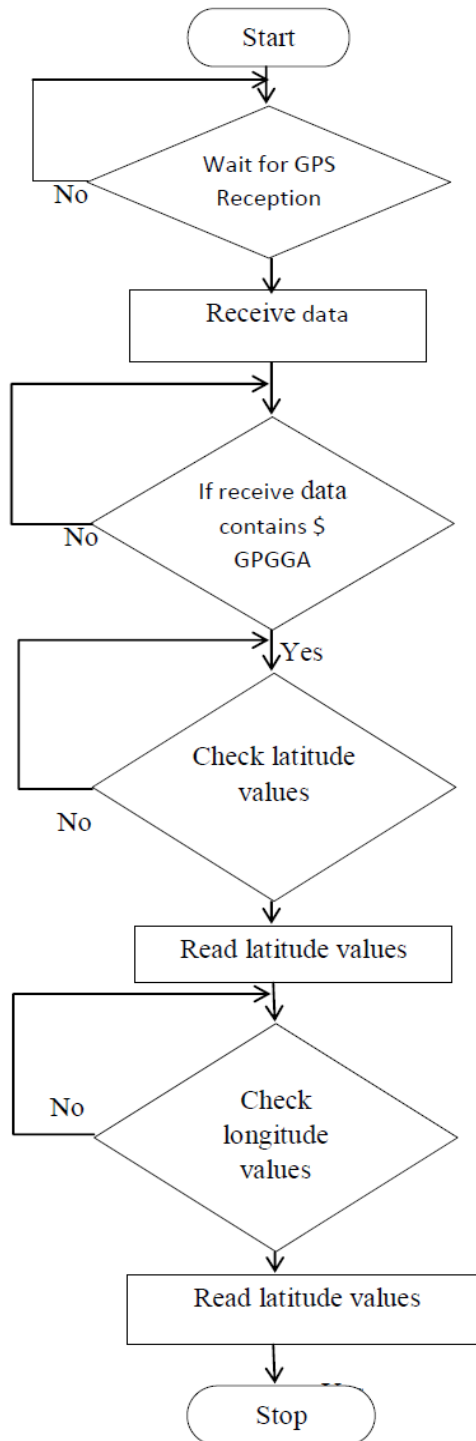 Start
Wait for GPS
Reception
No
Receive data
If receive data
contains $
GPGGA
No
Yes
Check latitude
values
No
Read latitude values
No
Check
longitude
values
Read latitude values
Stop